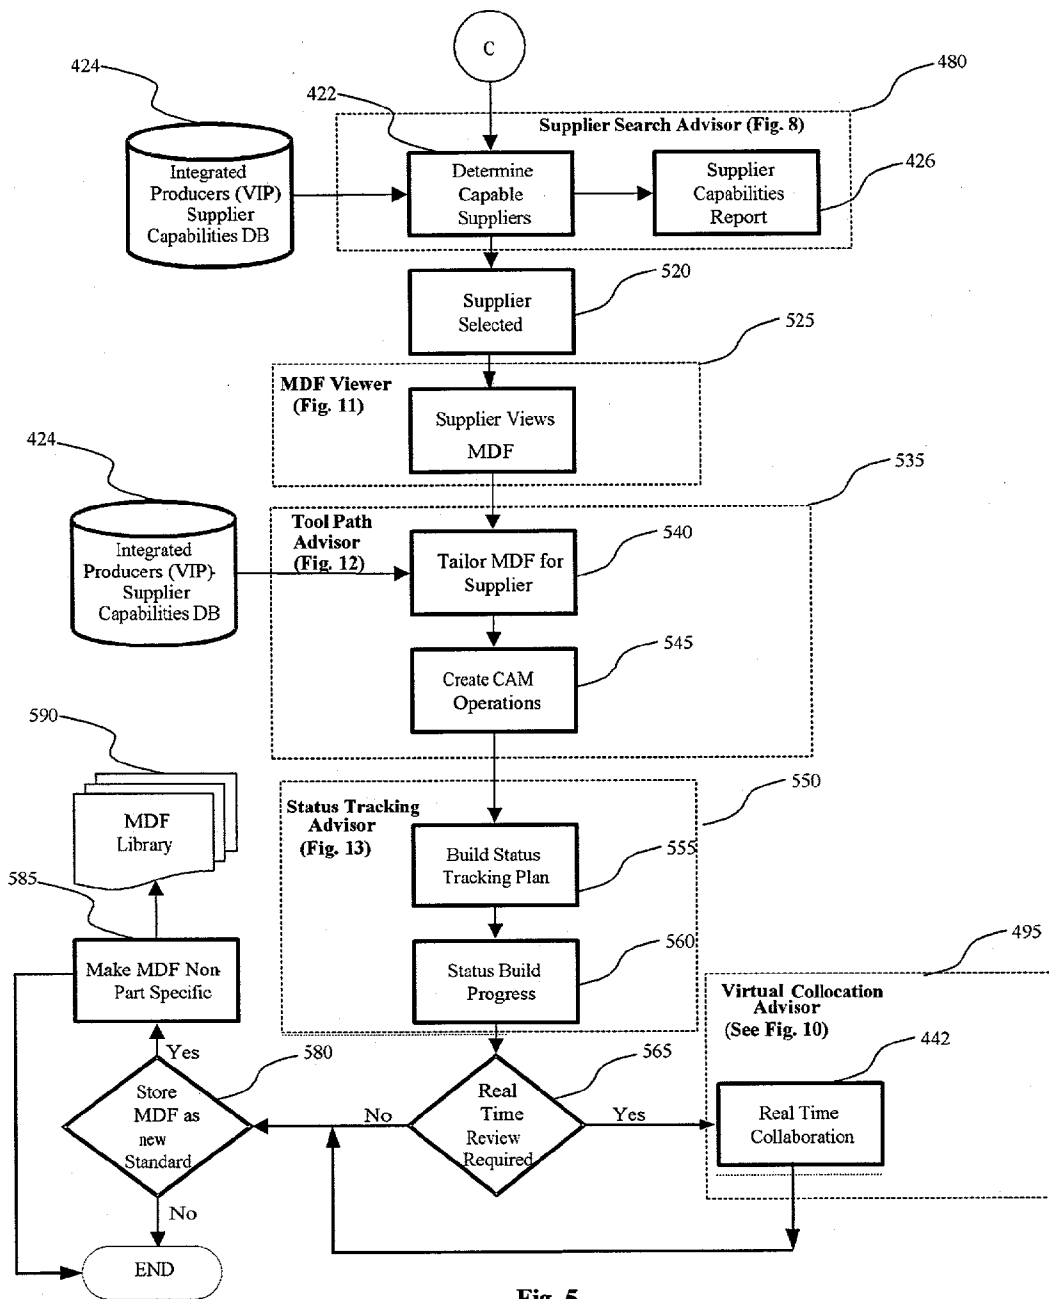 C
424
480
422
Supplier Search Advisor (Fig. 8)
Integrated
Producers (VIP)
Supplier
Capabilities DB
Determine
Capable
Suppliers
Supplier
Capabilities
Report
426
520
Supplier
Selected
525
MDF Viewer
(Fig. 11)
Supplier Views
MDF
424
535
Tool Path
Advisor
(Fig. 12)
Integrated
Producers (VIP)-
Supplier
Capabilities DB
Tailor MDF for
Supplier
540
545
Create CAM
Operations
590
MDF
Library
550
Status Tracking
Advisor
(Fig. 13)
Build Status
Tracking Plan
555
585
Make MDF Non-
Part Specific
Status Build
Progress
560
495
Virtual Collocation
Advisor
(See Fig. 10)
442
Yes
580
565
Store
MDF as
new
Standard
No
Real
Time
Review
Required
Yes
Real Time
Collaboration
No
END
Fig. 5